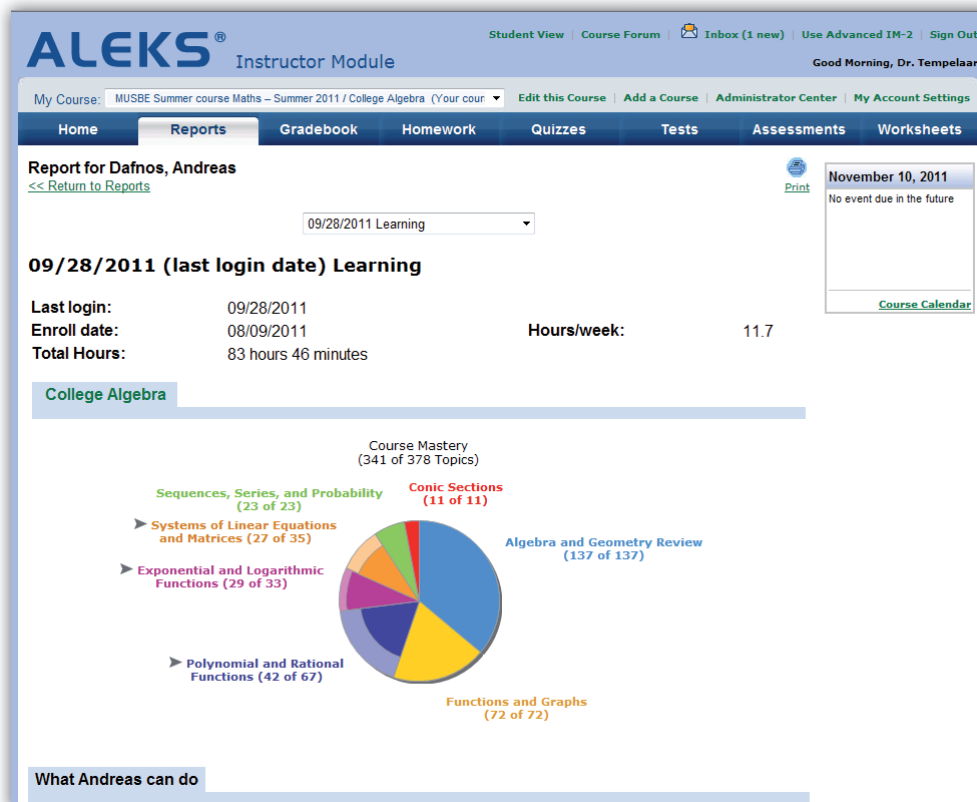 ALEKS®
Instructor Module
Student View | Course Forum | Inbox (1 new) | Use Advanced IM-2 | Sign Out
Good Morning, Dr. Tempelaar
My Course: MUSBE Summer course Maths – Summer 2011 / College Algebra (Your cour
Edit this Course | Add a Course | Administrator Center | My Account Settings
Home Reports Gradebook Homework Quizzes Tests Assessments Worksheets
Report for Dafnos, Andreas
<< Return to Reports
Print
November 10, 2011
No event due in the future
Course Calendar
09/28/2011 Learning
09/28/2011 (last login date) Learning
Last login: 09/28/2011
Enroll date: 08/09/2011 Hours/week: 11.7
Total Hours: 83 hours 46 minutes
College Algebra
Course Mastery
(341 of 378 Topics)
Sequences, Series, and Probability
(23 of 23)
Conic Sections
(11 of 11)
Systems of Linear Equations
and Matrices (27 of 35)
Algebra and Geometry Review
(137 of 137)
Exponential and Logarithmic
Functions (29 of 33)
Polynomial and Rational
Functions (42 of 67)
Functions and Graphs
(72 of 72)
What Andreas can do